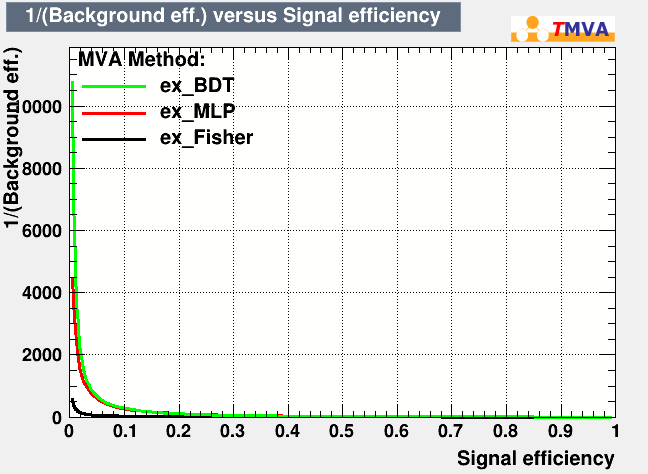 1/(Background eff.) versus Signal efficiency
TMVA
1/(Background eff.)
MVA Method:
ex_BDT
ex_MLP
ex_Fisher
10000
8000
6000
4000
2000
0
0 0.1 0.2 0.3 0.4 0.5 0.6 0.7 0.8 0.9 1
Signal efficiency